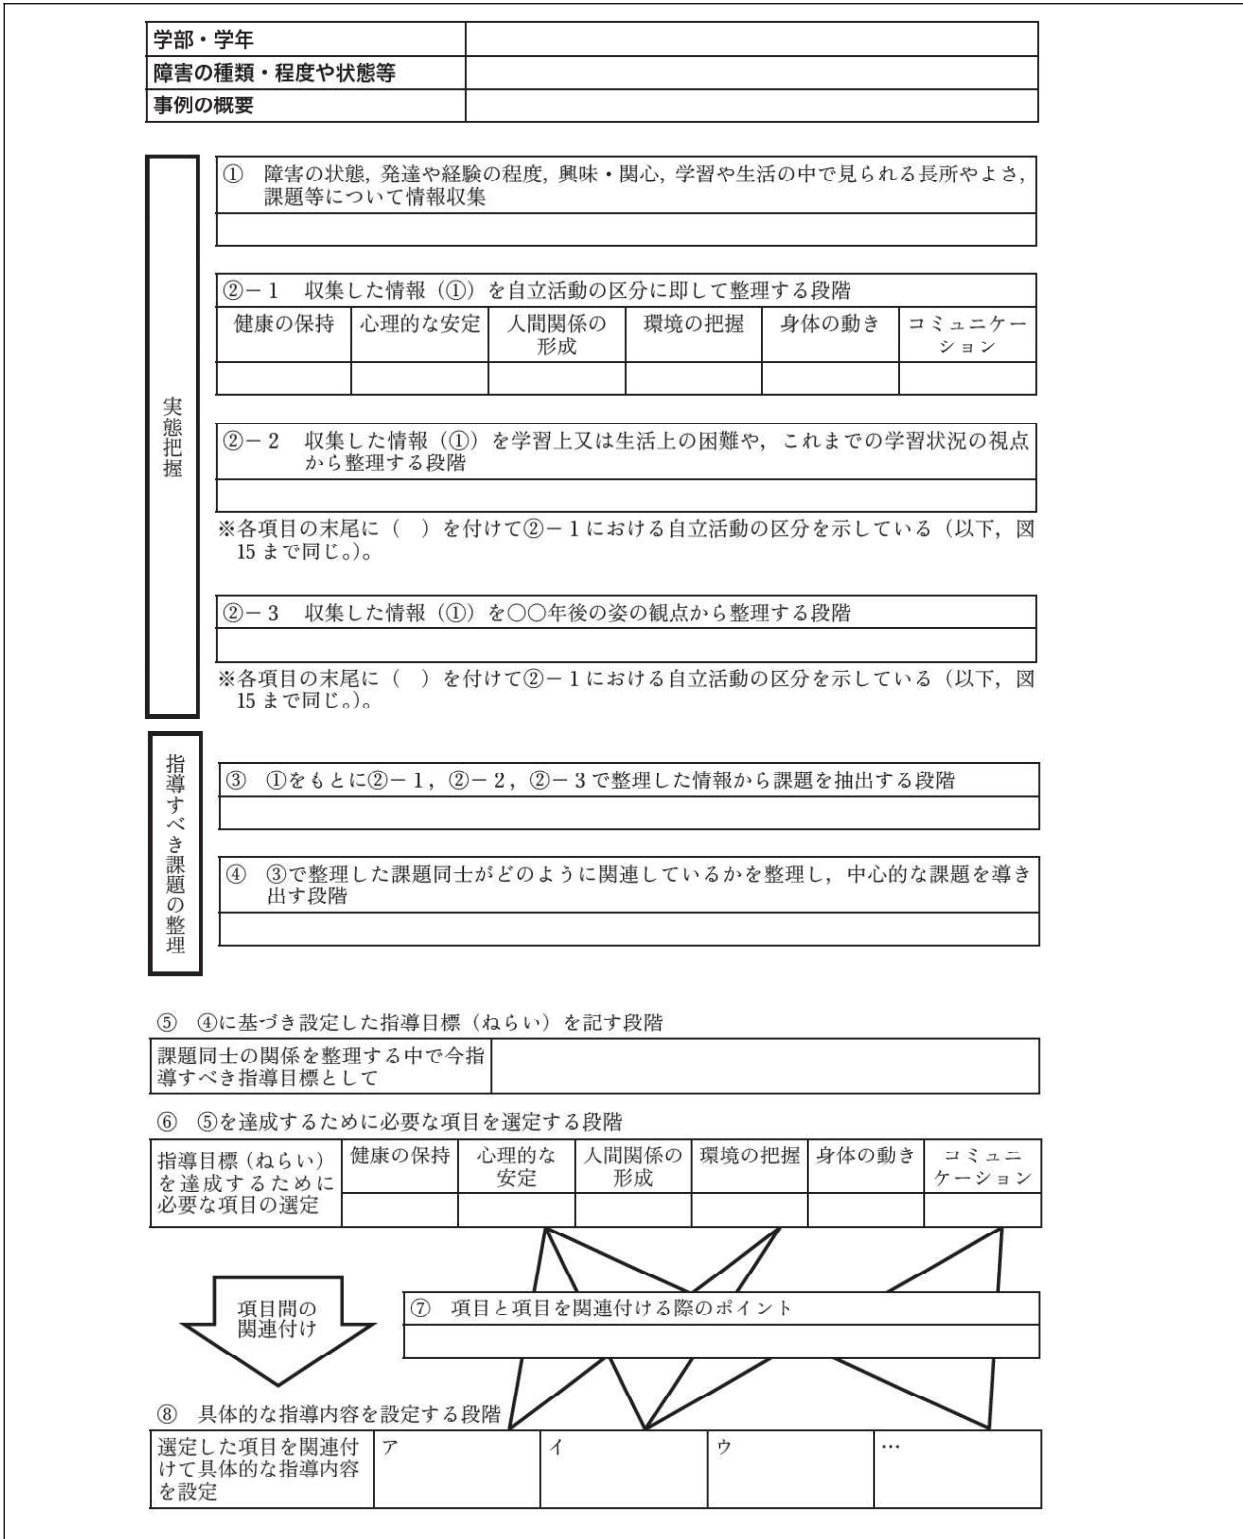 学部・学年
障害の種類・程度や状態等
事例の概要
実態把握
① 障害の状態,発達や経験の程度,興味・関心,学習や生活の中で見られる長所やよさ,
課題等について情報収集
②−1 収集した情報（①）を自立活動の区分に即して整理する段階
健康の保持
心理的な安定
人間関係の
形成
環境の把握
身体の動き
コミュニケー
ション
②−2 収集した情報（①）を学習上又は生活上の困難や，これまでの学習状況の視点
から整理する段階
※各項目の末尾に（　）を付けて②−1における自立活動の区分を示している（以下，図
15まで同じ。）。
②−3 収集した情報（①）を○○年後の姿の観点から整理する段階
※各項目の末尾に（　）を付けて②−1における自立活動の区分を示している（以下，図
15まで同じ。）。
指導すべき課題の整理
③ ①をもとに②−1，②−2，②−3で整理した情報から課題を抽出する段階
④ ③で整理した課題同士がどのように関連しているかを整理し，中心的な課題を導き
出す段階
⑤ ④に基づき設定した指導目標（ねらい）を記す段階
課題同士の関係を整理する中で今指
導すべき指導目標として
⑥ ⑤を達成するために必要な項目を選定する段階
指導目標（ねらい）
を達成するために
必要な項目の選定
健康の保持
心理的な
安定
人間関係の
形成
環境の把握
身体の動き
コミュニ
ケーション
項目間の
関連付け
⑦ 項目と項目を関連付ける際のポイント
⑧ 具体的な指導内容を設定する段階
選定した項目を関連付
けて具体的な指導内容
を設定
ア
イ
ウ
…